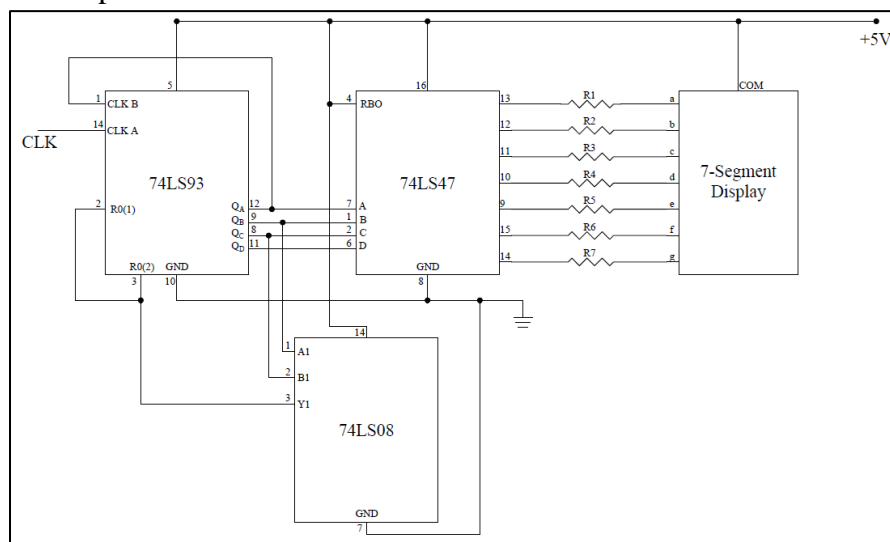 +5V
5
16
COM
1 CLK B
4 RBO
13 R1 a
14 CLK A
CLK
12 R2 b
11 R3 c
74LS93
74LS47
7-Segment
Display
10 R4 d
2 R0(1)
QA 12
7 A
9 R5 e
QB 9
1 B
QC 8
2 C
15 R6 f
QD 11
6 D
14 R7 g
R0(2) GND
GND
3 10
8
14
1 A1
2 B1
3 Y1
74LS08
GND
7